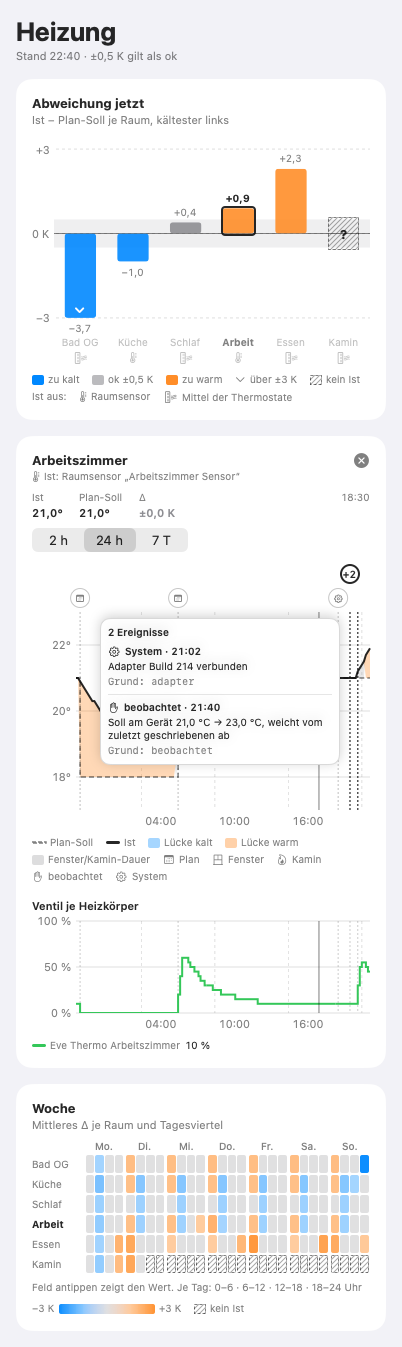 Heizung
Stand 22:40 · ±0,5 K gilt als ok
Abweichung jetzt
Ist − Plan-Soll je Raum, kältester links
+3
+2,3
+0,9
+0,4
0 K
?
−1,0
−3
−3,7
Bad OG Küche Schlaf Arbeit Essen Kamin
zu kalt ok ±0,5 K zu warm über ±3 K kein Ist
Ist aus: Raumsensor Mittel der Thermostate
Arbeitszimmer
Ist: Raumsensor „Arbeitszimmer Sensor“
Ist Plan-Soll Δ 18:30
21,0° 21,0° ±0,0 K
2 h 24 h 7 T
+2
22°
20°
18°
2 Ereignisse
System · 21:02
Adapter Build 214 verbunden
Grund: adapter
beobachtet · 21:40
Soll am Gerät 21,0 °C → 23,0 °C, weicht vom
zuletzt geschriebenen ab
Grund: beobachtet
04:00 10:00 16:00
Plan-Soll Ist Lücke kalt Lücke warm
Fenster/Kamin-Dauer Plan Fenster Kamin
beobachtet System
Ventil je Heizkörper
100 %
50 %
0 %
04:00 10:00 16:00
Eve Thermo Arbeitszimmer 10 %
Woche
Mittleres Δ je Raum und Tagesviertel
Mo. Di. Mi. Do. Fr. Sa. So.
Bad OG
Küche
Schlaf
Arbeit
Essen
Kamin
Feld antippen zeigt den Wert. Je Tag: 0–6 · 6–12 · 12–18 · 18–24 Uhr
−3 K +3 K kein Ist